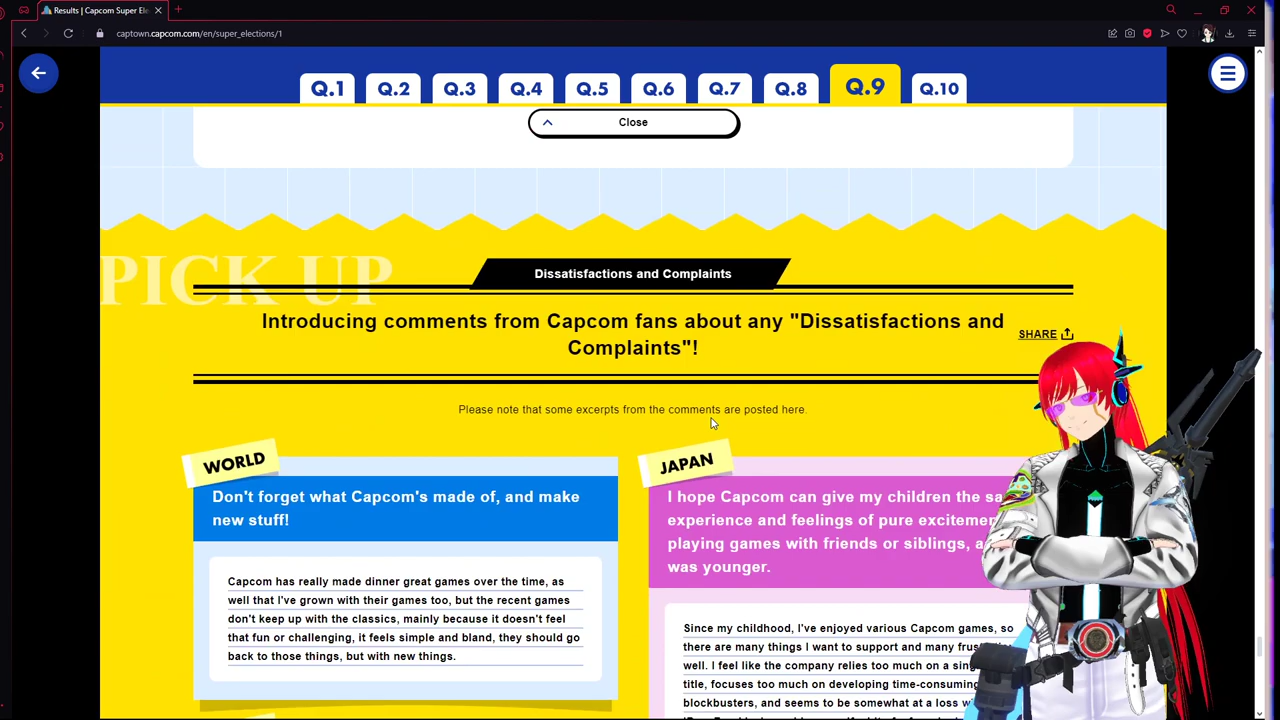 Results | Capcom Super El
captown.capcom.com/en/super_elections/1
Q.1 Q.2 Q.3 Q.4 Q.5 Q.6 Q.7 Q.8 Q.9 Q.10
Close
PICK UP
Dissatisfactions and Complaints
Introducing comments from Capcom fans about any "Dissatisfactions and
Complaints"!
SHARE
Please note that some excerpts from the comments are posted here.
WORLD
Don't forget what Capcom's made of, and make
new stuff!
Capcom has really made dinner great games over the time, as
well that I've grown with their games too, but the recent games
don't keep up with the classics, mainly because it doesn't feel
that fun or challenging, it feels simple and bland, they should go
back to those things, but with new things.
JAPAN
I hope Capcom can give my children the
experience and feelings of pure
playing games with friends or siblings,
was younger.
Since my childhood, I've enjoyed various Capcom games, so
there are many things I want to support and many
well. I feel like the company relies too much on a
title, focuses too much on developing time-consuming
blockbusters, and seems to be somewhat at a loss